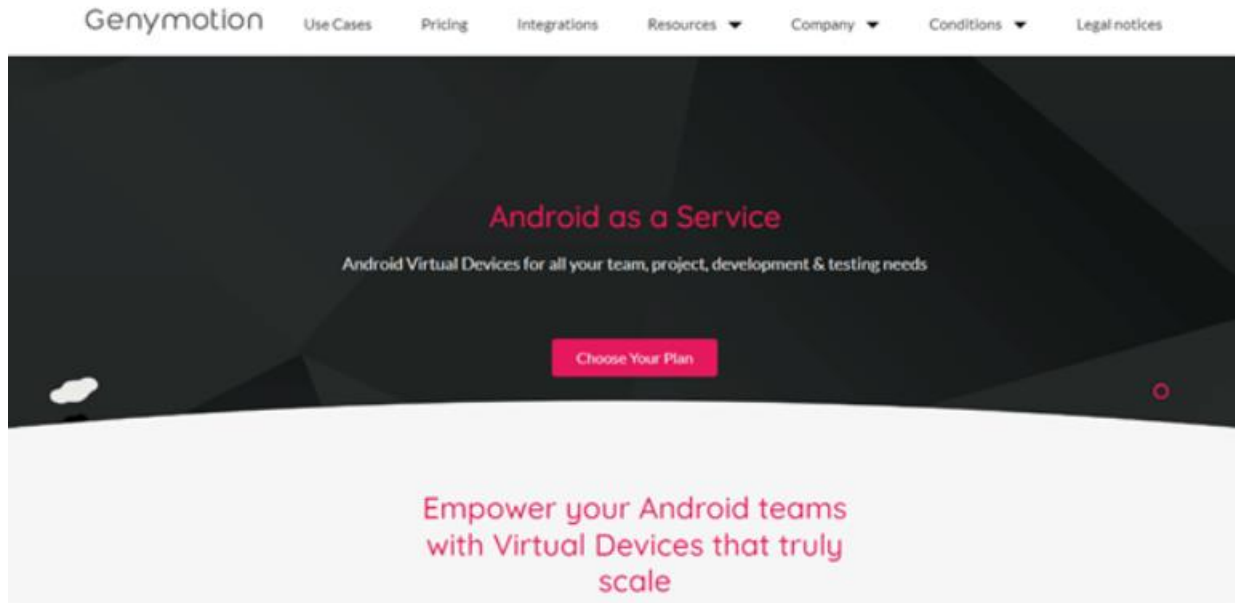 Genymotion Use Cases Pricing Integrations Resources Company Conditions Legal notices
Android as a Service
Android Virtual Devices for all your team, project, development & testing needs
Choose Your Plan
Empower your Android teams
with Virtual Devices that truly
scale